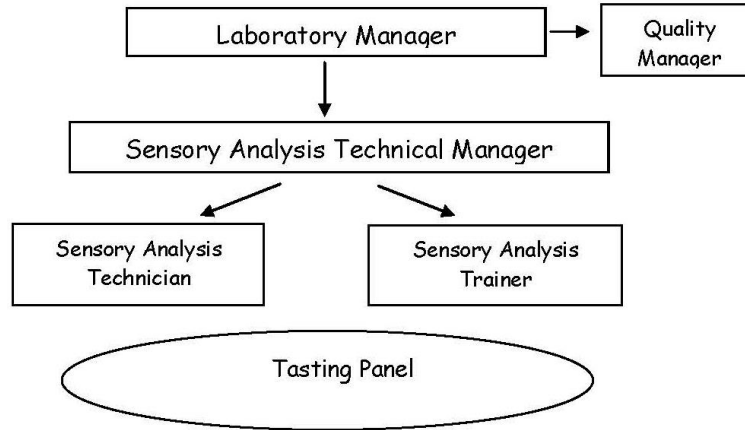 Laboratory Manager
Quality
Manager
Sensory Analysis Technical Manager
Sensory Analysis
Technician
Sensory Analysis
Trainer
Tasting Panel